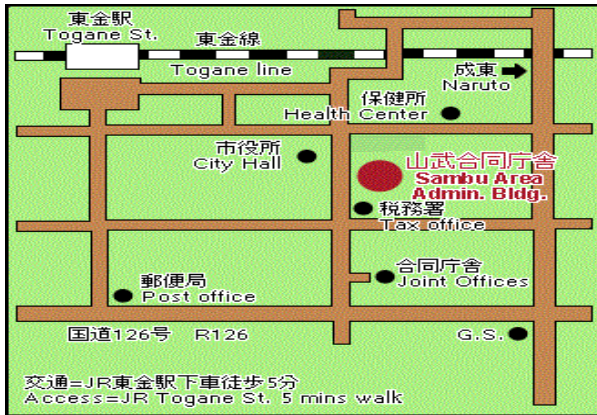 東金駅
Togane St.
東金線
Togane line
成東
Naruto
保健所
Health Center
市役所
City Hall
山武合同庁舎
Sambu Area
Admin. Bldg.
税務署
Tax office
郵便局
Post office
合同庁舎
Joint Offices
国道126号 R126
G.S.
交通=JR東金駅下車徒歩5分
Access=JR Togane St. 5 mins walk